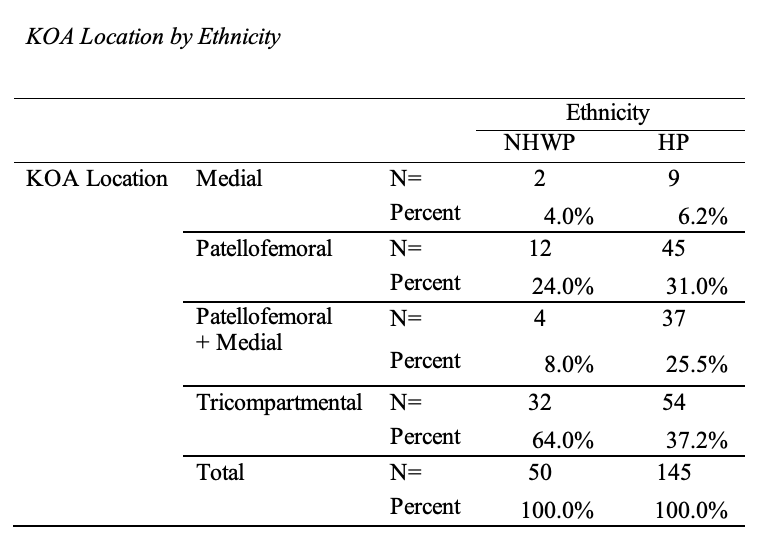 KOA Location by Ethnicity
Ethnicity
NHWP HP
KOA Location Medial N= 2 9
Percent 4.0% 6.2%
Patellofemoral N= 12 45
Percent 24.0% 31.0%
Patellofemoral N= 4 37
+ Medial
Percent 8.0% 25.5%
Tricompartmental N= 32 54
Percent 64.0% 37.2%
Total N= 50 145
Percent 100.0% 100.0%